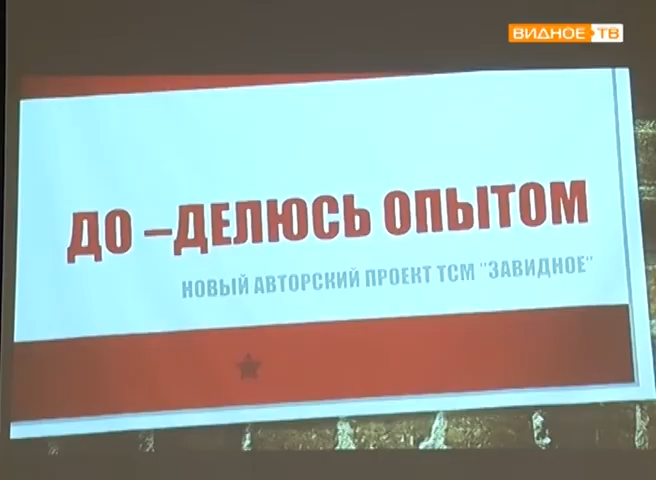 ВИДНОЕ ТВ
ДО –ДЕЛЮСЬ ОПЫТОМ
НОВЫЙ АВТОРСКИЙ ПРОЕКТ ТСМ "ЗАВИДНОЕ"